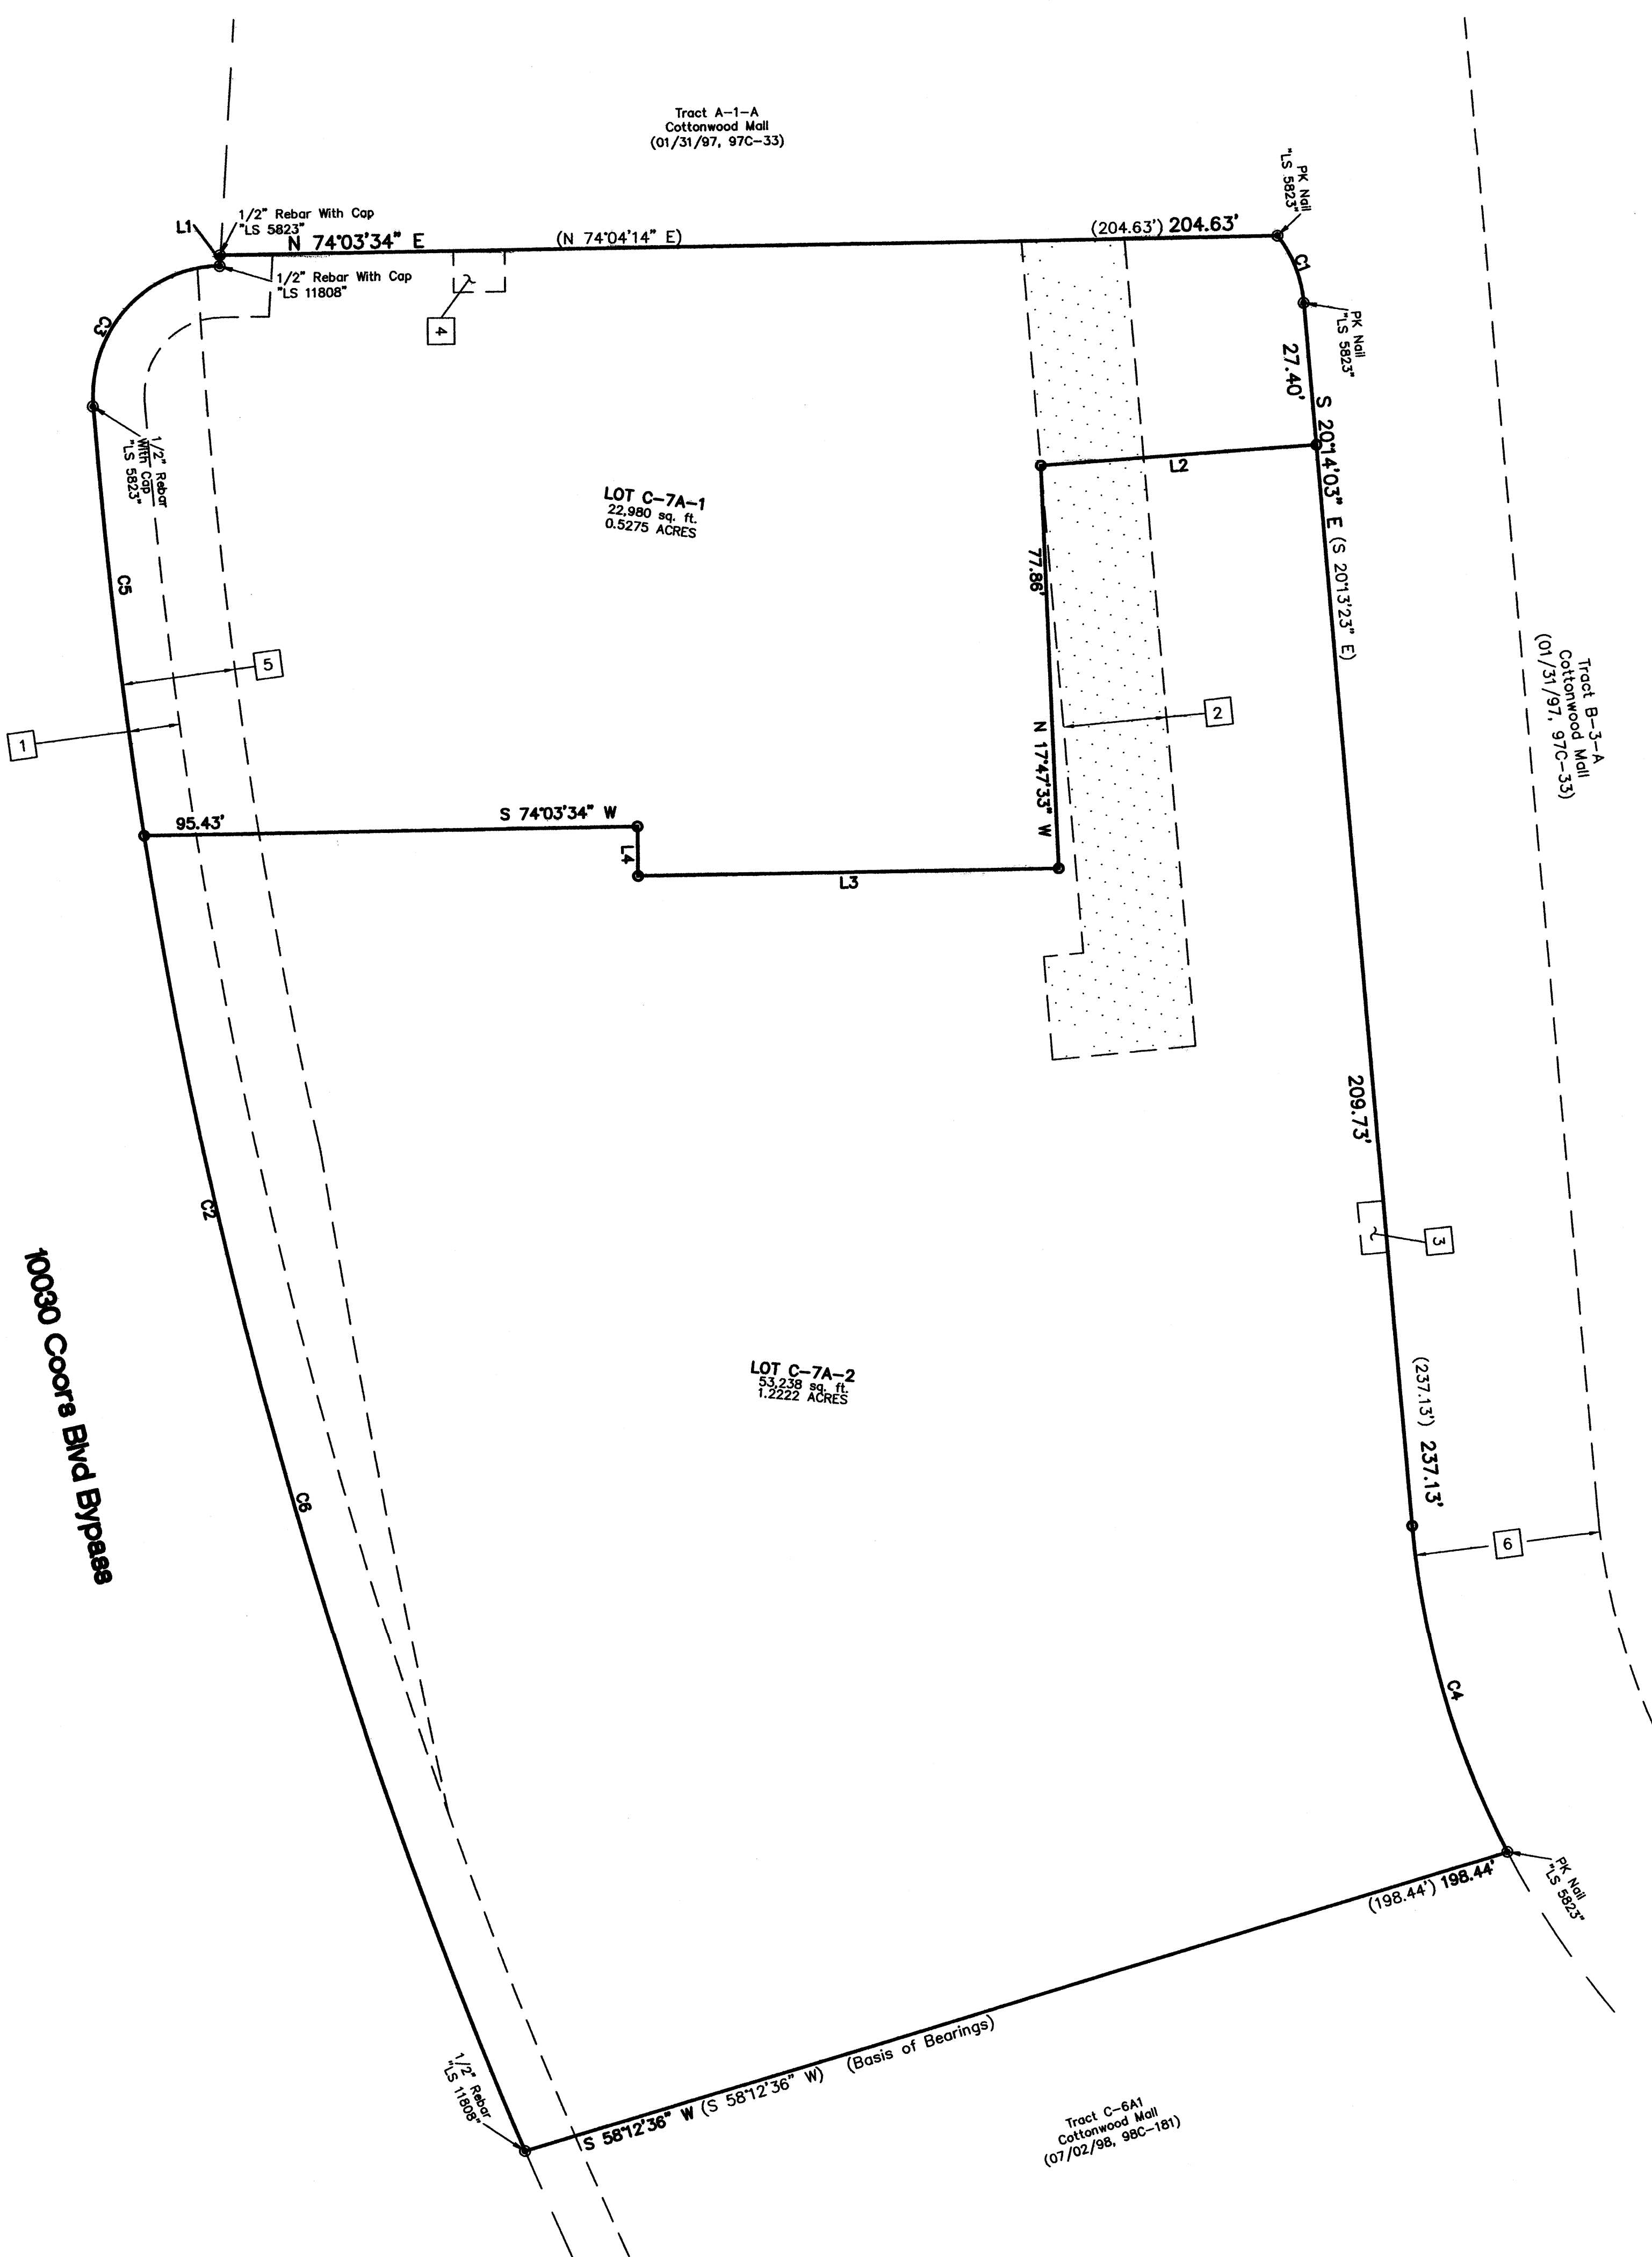 Tract A-1-A
Cottonwood Mall
(01/31/97, 97C-33)
PK Nail
"LS 5823"
L1
1/2" Rebar With Cap
"LS 5823"
N 74°03'34" E
(N 74°04'14" E)
(204.63') 204.63'
C1
1/2" Rebar With Cap
"LS 11808"
4
C3
PK Nail
"LS 5823"
27.40'
S 20°14'03" E (S 20°13'23" E)
L2
1/2" Rebar
With Cap
"LS 5823"
LOT C-7A-1
22,980 sq. ft.
0.5275 ACRES
77.86'
N 17°47'33" W
C5
5
1
2
Tract B-3-A
Cottonwood Mall
(01/31/97, 97C-33)
95.43'
S 74°03'34" W
L4
L3
209.73'
C2
3
10030 Coors Blvd Bypass
LOT C-7A-2
53,238 sq. ft.
1.2222 ACRES
(237.13') 237.13'
C6
6
C4
(198.44') 198.44'
PK Nail
"LS 5823"
1/2" Rebar
"LS 11808"
S 58°12'36" W (S 58°12'36" W) (Basis of Bearings)
Tract C-6A1
Cottonwood Mall
(07/02/98, 98C-181)